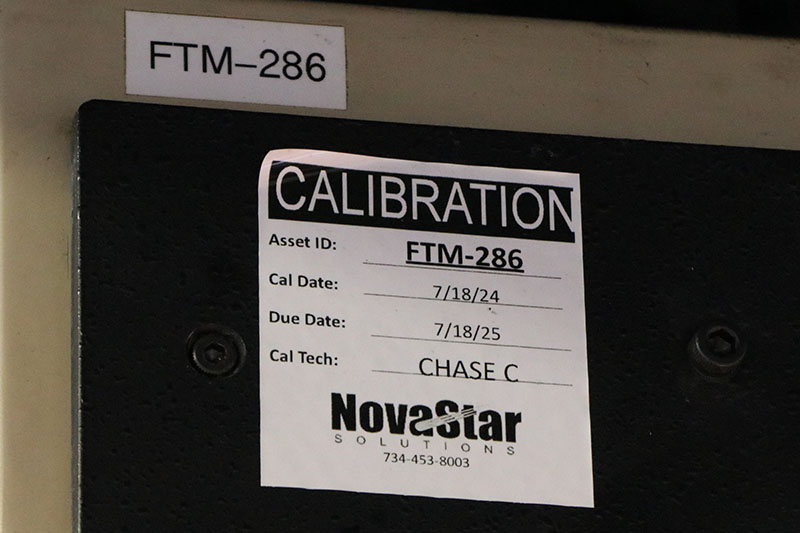 FTM-286
CALIBRATION
Asset ID: FTM-286
Cal Date: 7/18/24
Due Date: 7/18/25
Cal Tech: CHASE C
NovaStar
SOLUTIONS
734-453-8003